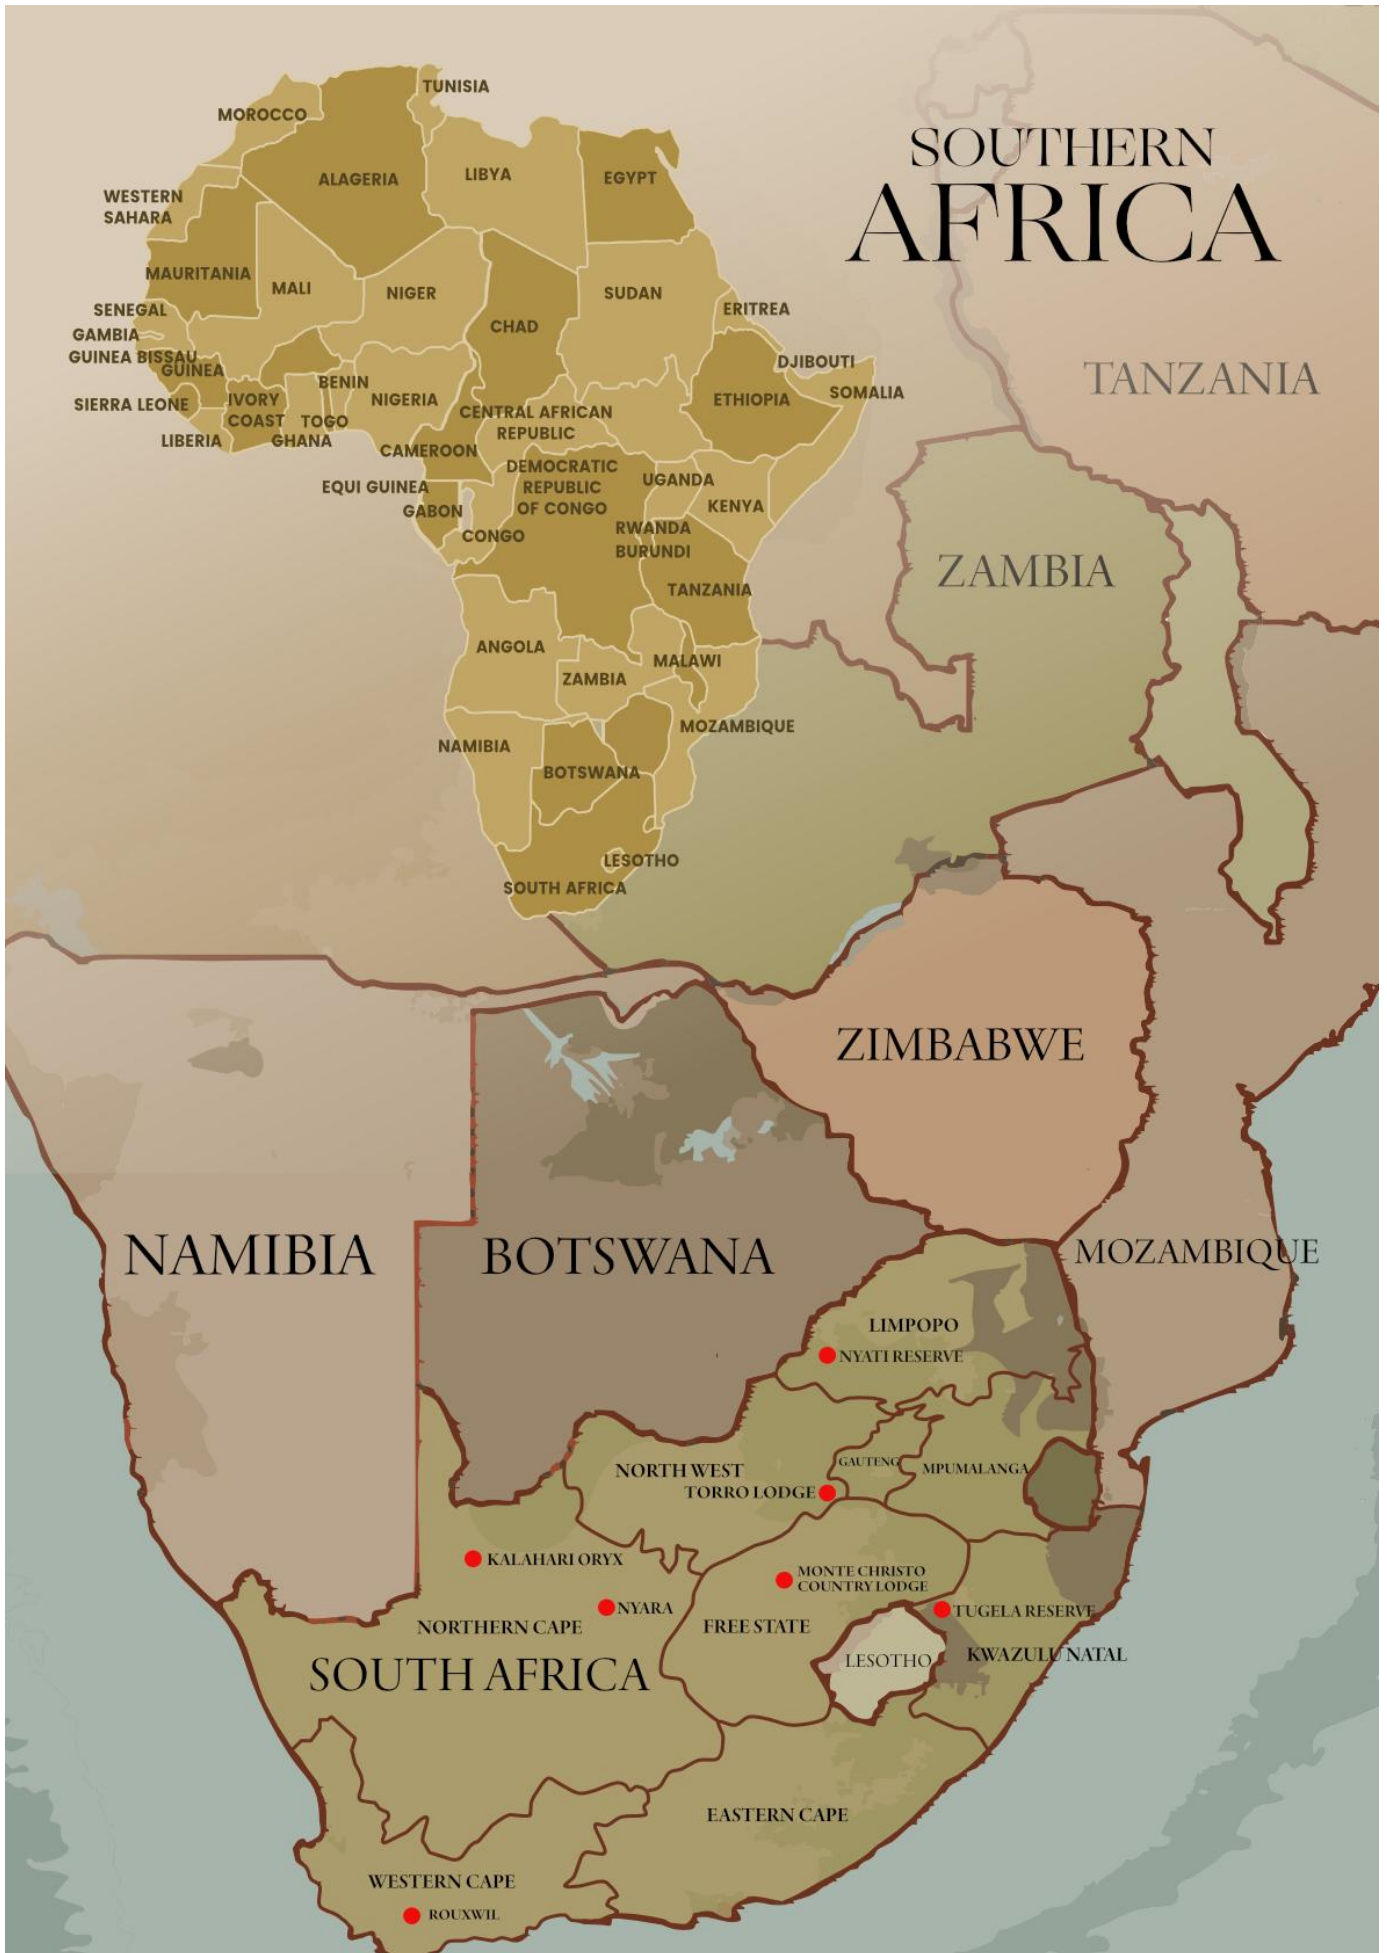 SOUTHERN
AFRICA
TUNISIA
MOROCCO
ALAGERIA
LIBYA
EGYPT
WESTERN
SAHARA
MAURITANIA
MALI
NIGER
CHAD
SUDAN
ERITREA
SENEGAL
GAMBIA
GUINEA BISSAU
GUINEA
SIERRA LEONE
LIBERIA
IVORY
COAST
GHANA
TOGO
BENIN
NIGERIA
CAMEROON
CENTRAL AFRICAN
REPUBLIC
ETHIOPIA
DJIBOUTI
SOMALIA
EQUI GUINEA
GABON
CONGO
DEMOCRATIC
REPUBLIC
OF CONGO
UGANDA
KENYA
RWANDA
BURUNDI
TANZANIA
ANGOLA
ZAMBIA
MALAWI
MOZAMBIQUE
NAMIBIA
BOTSWANA
LESOTHO
SOUTH AFRICA
TANZANIA
ZAMBIA
ZIMBABWE
NAMIBIA
BOTSWANA
MOZAMBIQUE
LIMPOPO
NYATI RESERVE
GAUTENG
MPUMALANGA
NORTH WEST
TORRO LODGE
KALAHARI ORYX
MONTE CHRISTO
COUNTRY LODGE
NYARA
TUGELA RESERVE
NORTHERN CAPE
FREE STATE
LESOTHO
KWAZULU NATAL
SOUTH AFRICA
EASTERN CAPE
WESTERN CAPE
ROUXWIL